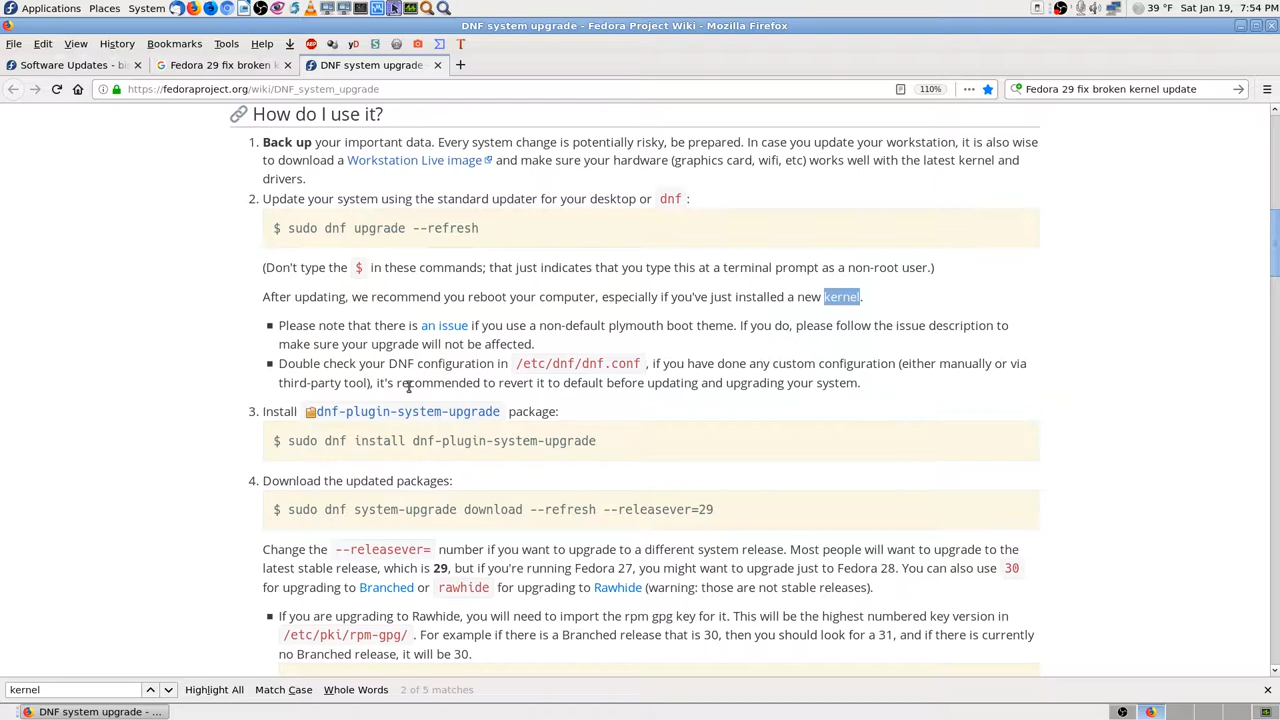 Applications Places System 39 °F Sat Jan 19, 7:54 PM
DNF system upgrade - Fedora Project Wiki - Mozilla Firefox
File Edit View History Bookmarks Tools Help ABP yD S T
Software Updates - bis Fedora 29 fix broken k DNF system upgrade -
https://fedoraproject.org/wiki/DNF_system_upgrade 110% Fedora 29 fix broken kernel update
How do I use it?
1. Back up your important data. Every system change is potentially risky, be prepared. In case you update your workstation, it is also wise
to download a Workstation Live image and make sure your hardware (graphics card, wifi, etc) works well with the latest kernel and
drivers.
2. Update your system using the standard updater for your desktop or dnf :
$ sudo dnf upgrade --refresh
(Don't type the $ in these commands; that just indicates that you type this at a terminal prompt as a non-root user.)
After updating, we recommend you reboot your computer, especially if you've just installed a new kernel.
Please note that there is an issue if you use a non-default plymouth boot theme. If you do, please follow the issue description to
make sure your upgrade will not be affected.
Double check your DNF configuration in /etc/dnf/dnf.conf , if you have done any custom configuration (either manually or via
third-party tool), it's recommended to revert it to default before updating and upgrading your system.
3. Install dnf-plugin-system-upgrade package:
$ sudo dnf install dnf-plugin-system-upgrade
4. Download the updated packages:
$ sudo dnf system-upgrade download --refresh --releasever=29
Change the --releasever= number if you want to upgrade to a different system release. Most people will want to upgrade to the
latest stable release, which is 29, but if you're running Fedora 27, you might want to upgrade just to Fedora 28. You can also use 30
for upgrading to Branched or rawhide for upgrading to Rawhide (warning: those are not stable releases).
If you are upgrading to Rawhide, you will need to import the rpm gpg key for it. This will be the highest numbered key version in
/etc/pki/rpm-gpg/ . For example if there is a Branched release that is 30, then you should look for a 31, and if there is currently
no Branched release, it will be 30.
kernel Highlight All Match Case Whole Words 2 of 5 matches
DNF system upgrade - ...